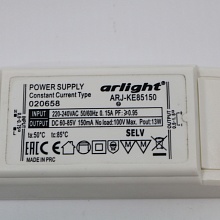 POWER SUPPLY
Constant Current Type
020658
arlight®
ARJ-KE85150
INPUT 220-240VAC 50/60Hz 0.15A PF≥0.95
OUTPUT DC 60-85V 150mA No load:100V Max. Pout:13W
ta:50°C tc:85°C
SELV
MADE IN PRC